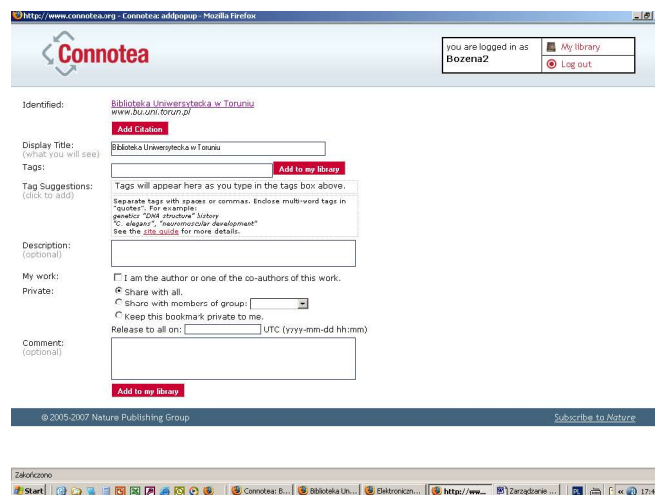 http://www.connotea.org - Connotea: addpopup - Mozilla Firefox
Connotea
you are logged in as
Bozena2
My library
Log out
Identified:
Biblioteka Uniwersytecka w Toruniu
www.bu.uni.torun.pl
Add Citation
Display Title:
(what you will see)
Biblioteka Uniwersytecka w Toruniu
Tags:
Add to my library
Tag Suggestions:
(click to add)
Tags will appear here as you type in the tags box above.
Separate tags with spaces or commas. Enclose multi-word tags in
"quotes". For example:
genetics "DNA structure" history
"C. elegans", "neuromuscular development"
See the site guide for more details.
Description:
(optional)
My work:
I am the author or one of the co-authors of this work.
Private:
Share with all.
Share with members of group:
Keep this bookmark private to me.
Release to all on:
UTC (yyyy-mm-dd hh:mm)
Comment:
(optional)
Add to my library
© 2005-2007 Nature Publishing Group
Subscribe to Nature
Zakończono
Start
Connotea: B...
Biblioteka Un...
Elektroniczn...
http://ww...
Zarządzanie ...
PL
17:4